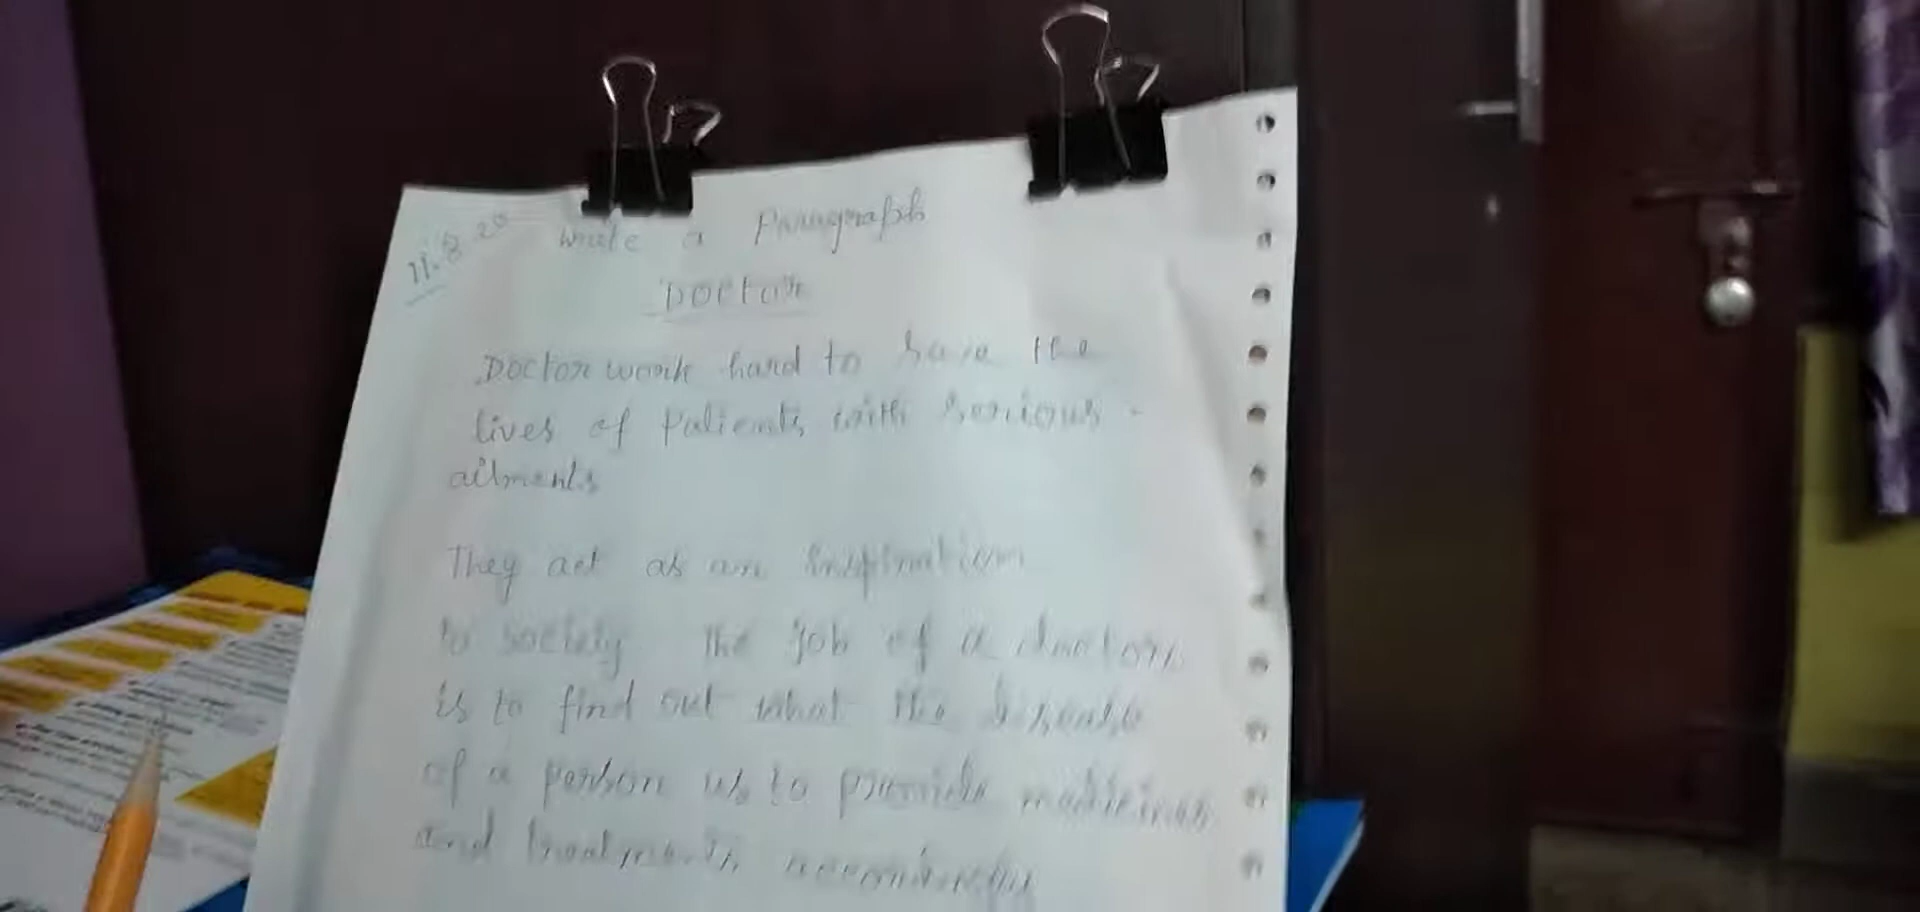 11.8.20
Write a Paragraph
Doctor
Doctor work hard to save the
lives of Patients with serious
ailments
They act as an inspiration
to society The job of a doctors
is to find out what the disease
of a person is to provide medicines
and treatments accordingly